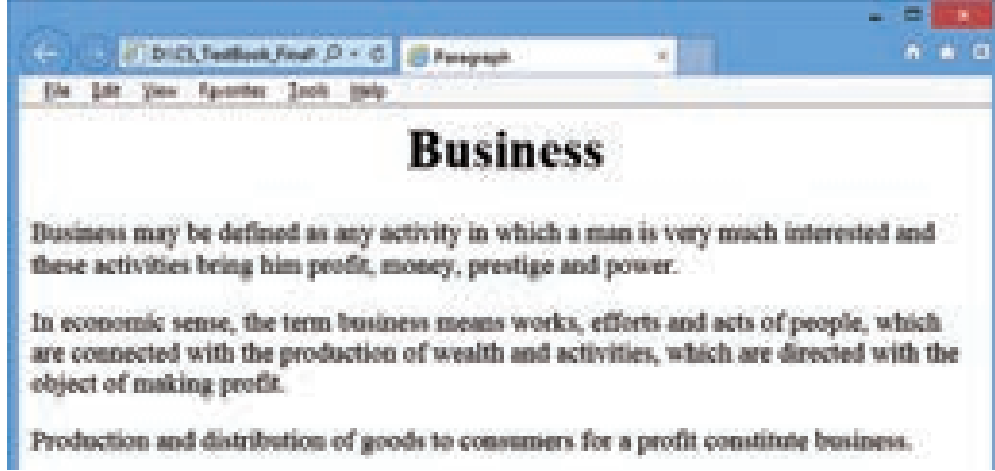 D:\CS_TextBook_Final\
Paragraph
File Edit View Favorites Tools Help
Business
Business may be defined as any activity in which a man is very much interested and
these activities bring him profit, money, prestige and power.
In economic sense, the term business means works, efforts and acts of people, which
are connected with the production of wealth and activities, which are directed with the
object of making profit.
Production and distribution of goods to consumers for a profit constitute business.